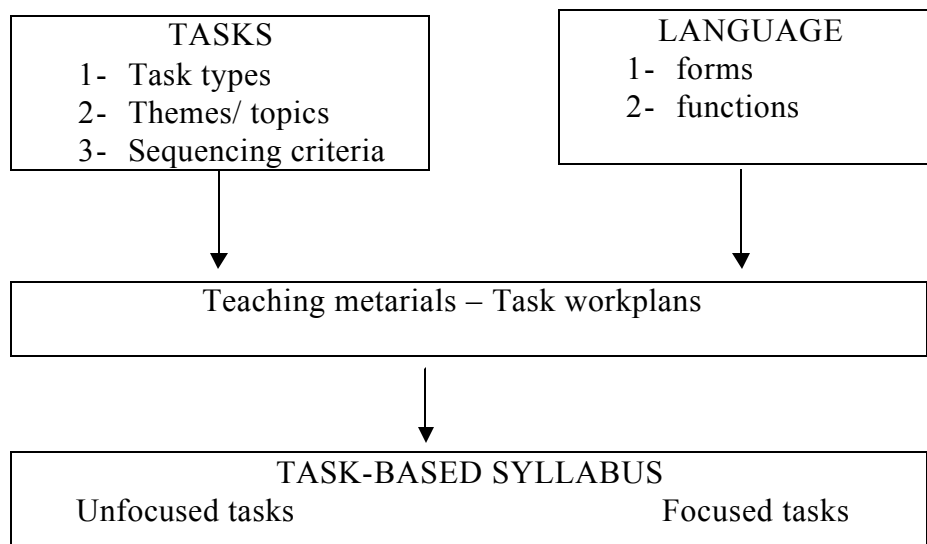 TASKS
1- Task types
2- Themes/ topics
3- Sequencing criteria
LANGUAGE
1- forms
2- functions
Teaching metarials – Task workplans
TASK-BASED SYLLABUS
Unfocused tasks Focused tasks